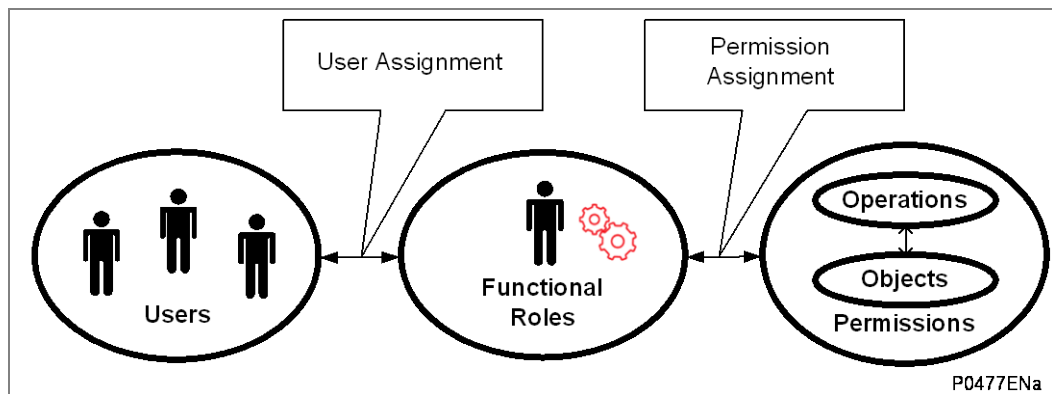 User Assignment
Permission
Assignment
Users
Functional
Roles
Operations
Objects
Permissions
P0477ENa